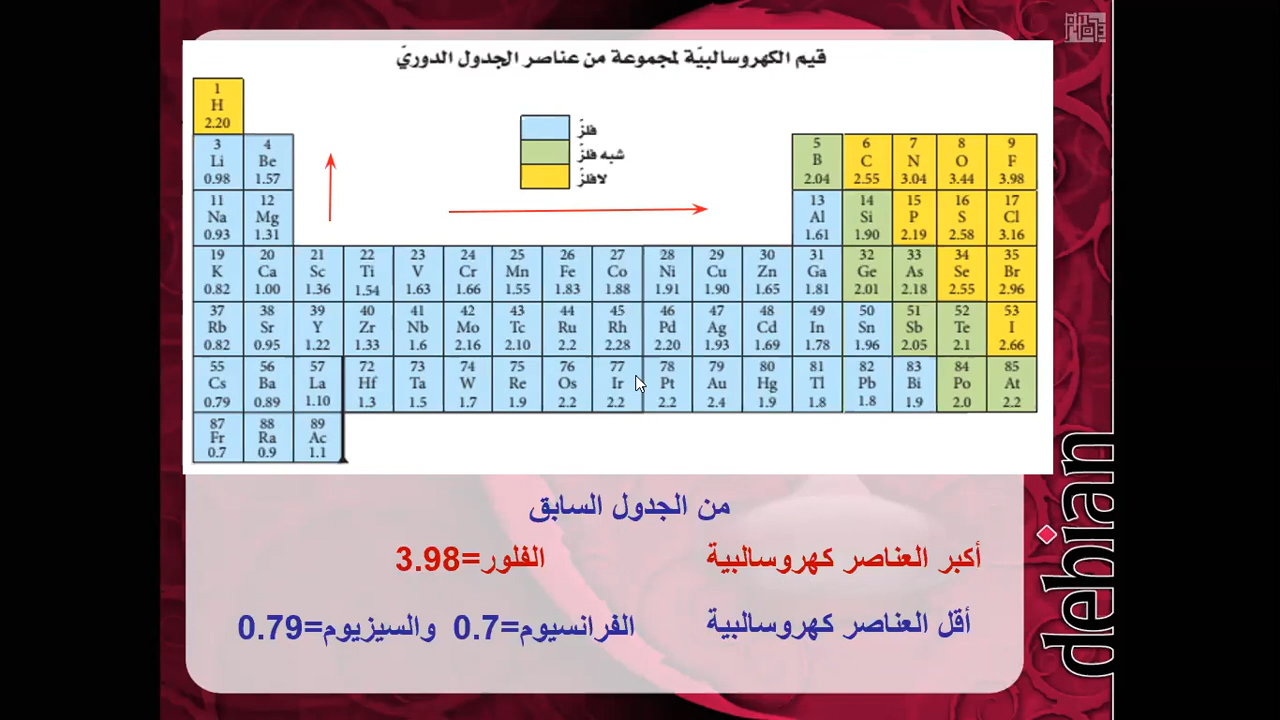 قيم الكهروسالبيّة لمجموعة من عناصر الجدول الدوريّ
فلزّ
شبه فلزّ
لافلزّ
1
H
2.20
3 4 5 6 7 8 9
Li Be B C N O F
0.98 1.57 2.04 2.55 3.04 3.44 3.98
11 12 13 14 15 16 17
Na Mg Al Si P S Cl
0.93 1.31 1.61 1.90 2.19 2.58 3.16
19 20 21 22 23 24 25 26 27 28 29 30 31 32 33 34 35
K Ca Sc Ti V Cr Mn Fe Co Ni Cu Zn Ga Ge As Se Br
0.82 1.00 1.36 1.54 1.63 1.66 1.55 1.83 1.88 1.91 1.90 1.65 1.81 2.01 2.18 2.55 2.96
37 38 39 40 41 42 43 44 45 46 47 48 49 50 51 52 53
Rb Sr Y Zr Nb Mo Tc Ru Rh Pd Ag Cd In Sn Sb Te I
0.82 0.95 1.22 1.33 1.6 2.16 2.10 2.2 2.28 2.20 1.93 1.69 1.78 1.96 2.05 2.1 2.66
55 56 57 72 73 74 75 76 77 78 79 80 81 82 83 84 85
Cs Ba La Hf Ta W Re Os Ir Pt Au Hg Tl Pb Bi Po At
0.79 0.89 1.10 1.3 1.5 1.7 1.9 2.2 2.2 2.2 2.4 1.9 1.8 1.8 1.9 2.0 2.2
87 88 89
Fr Ra Ac
0.7 0.9 1.1
من الجدول السابق
أكبر العناصر كهروسالبية الفلور=3.98
أقل العناصر كهروسالبية الفرانسيوم=0.7 والسيزيوم=0.79
debian